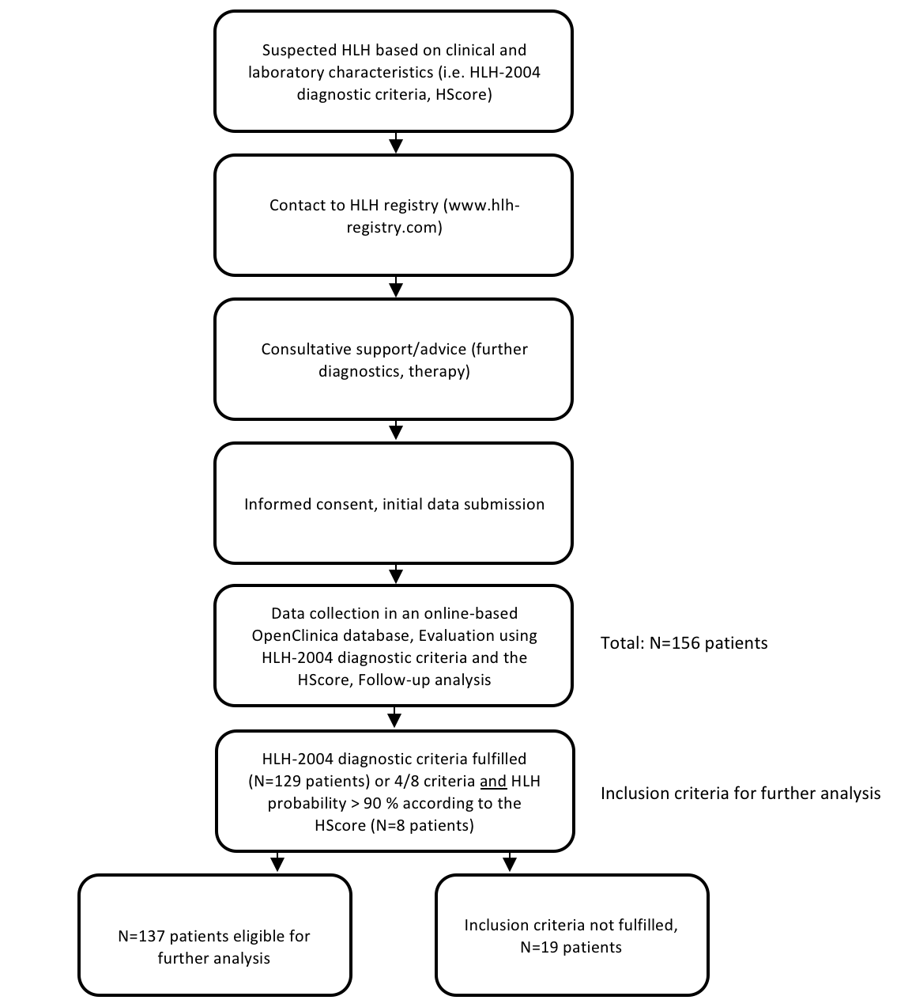 Suspected HLH based on clinical and
laboratory characteristics (i.e. HLH-2004
diagnostic criteria, HScore)
Contact to HLH registry (www.hlh-
registry.com)
Consultative support/advice (further
diagnostics, therapy)
Informed consent, initial data submission
Data collection in an online-based
OpenClinica database, Evaluation using
HLH-2004 diagnostic criteria and the
HScore, Follow-up analysis
Total: N=156 patients
HLH-2004 diagnostic criteria fulfilled
(N=129 patients) or 4/8 criteria and HLH
probability > 90 % according to the
HScore (N=8 patients)
Inclusion criteria for further analysis
N=137 patients eligible for
further analysis
Inclusion criteria not fulfilled,
N=19 patients